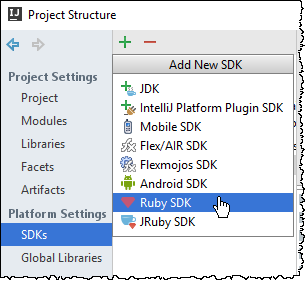 IJ Project Structure
Project Settings
Project
Modules
Libraries
Facets
Artifacts
Platform Settings
SDKs
Global Libraries
Add New SDK
JDK
IntelliJ Platform Plugin SDK
Mobile SDK
Flex/AIR SDK
Flexmojos SDK
Android SDK
Ruby SDK
JRuby SDK